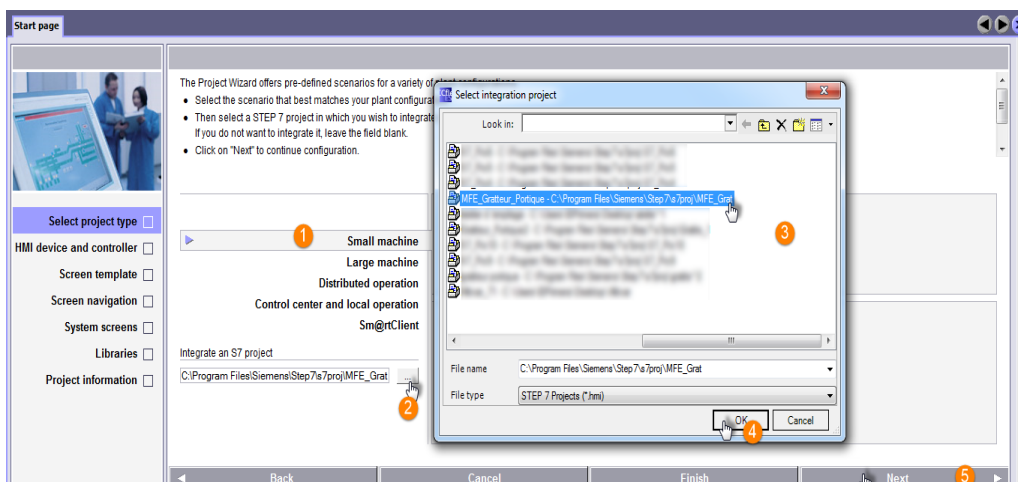 Start page
The Project Wizard offers pre-defined scenarios for a variety of plant configurations.
• Select the scenario that best matches your plant configurat
• Then select a STEP 7 project in which you wish to integrate
If you do not want to integrate it, leave the field blank.
• Click on "Next" to continue configuration.
Select project type
HMI device and controller
Screen template
Screen navigation
System screens
Libraries
Project information
1
Small machine
Large machine
Distributed operation
Control center and local operation
Sm@rtClient
Integrate an S7 project
C:\Program Files\Siemens\Step7\s7proj\MFE_Grat
...
2
Select integration project
Look in:
MFE_Gratteur_Portique - C:\Program Files\Siemens\Step7\s7proj\MFE_Grat
3
File name
C:\Program Files\Siemens\Step7\s7proj\MFE_Grat
File type
STEP 7 Projects (*.hmi)
OK
Cancel
4
Back
Cancel
Finish
Next
5